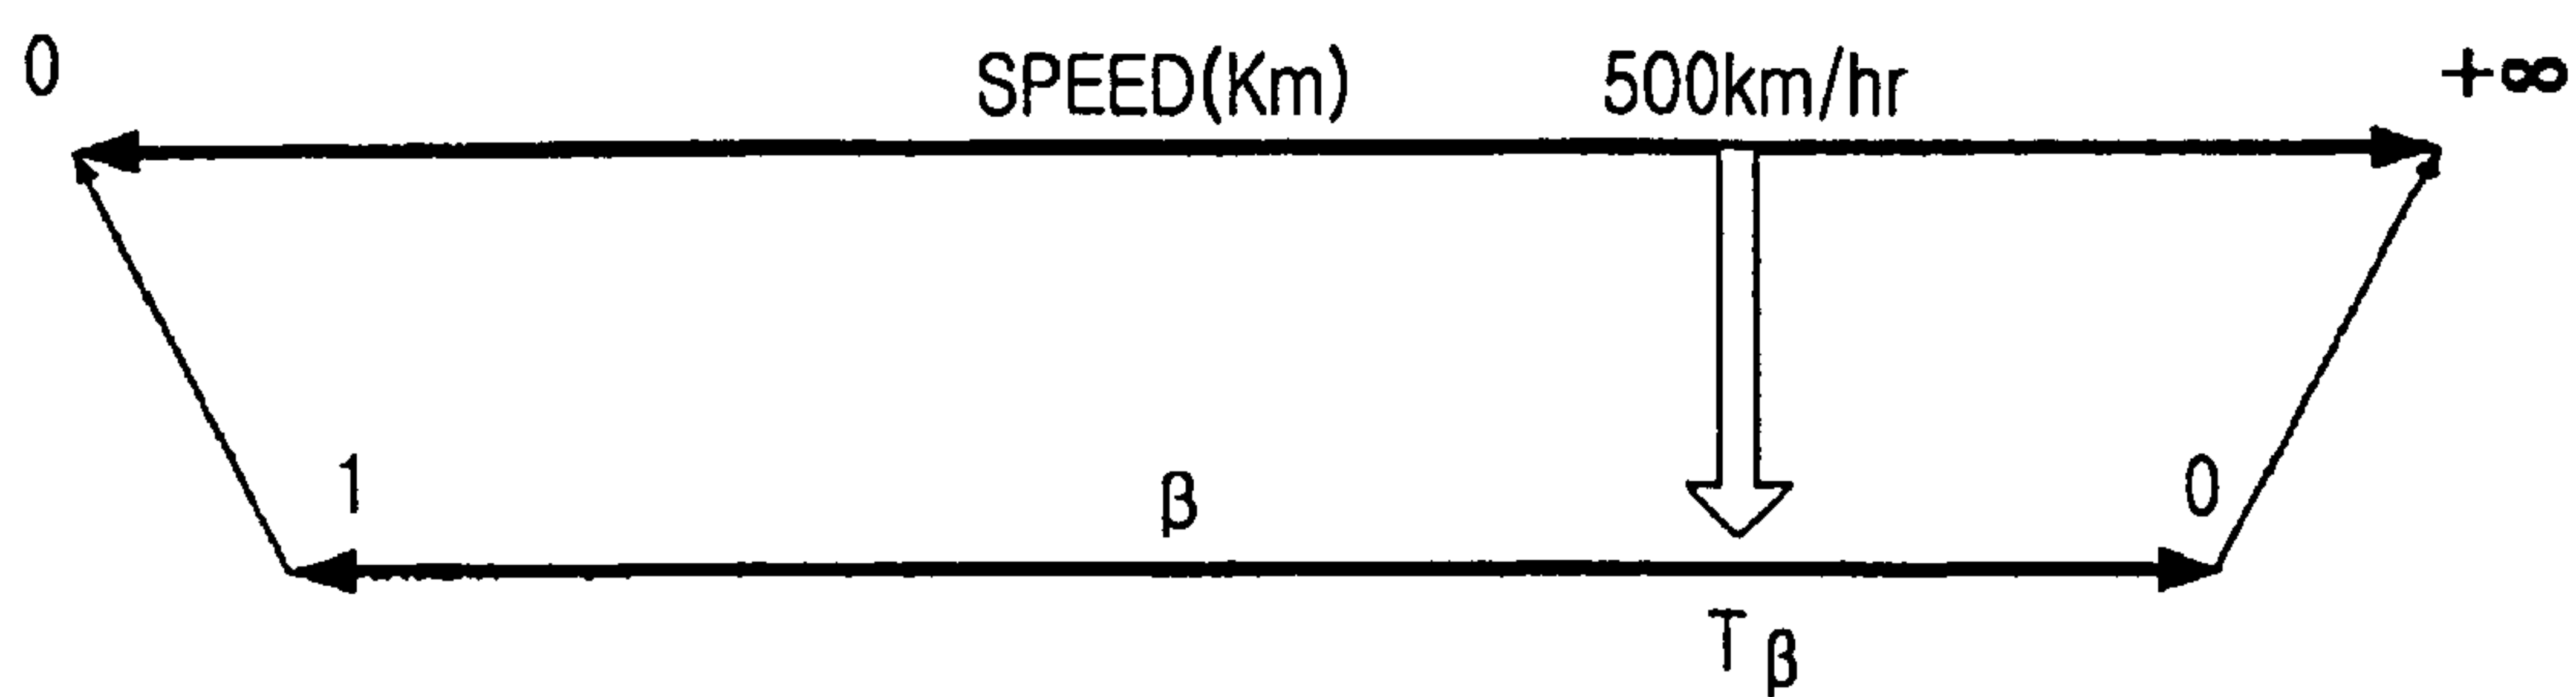 0 SPEED(Km) 500km/hr +∞
1 β 0
Tβ